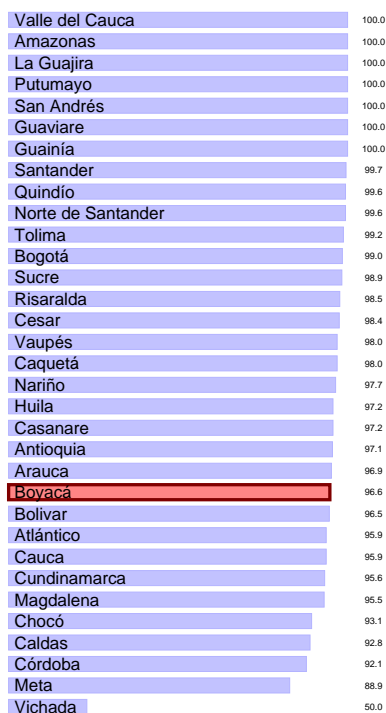 Valle del Cauca 100.0
Amazonas 100.0
La Guajira 100.0
Putumayo 100.0
San Andrés 100.0
Guaviare 100.0
Guainía 100.0
Santander 99.7
Quindío 99.6
Norte de Santander 99.6
Tolima 99.2
Bogotá 99.0
Sucre 98.9
Risaralda 98.5
Cesar 98.4
Vaupés 98.0
Caquetá 98.0
Nariño 97.7
Huila 97.2
Casanare 97.2
Antioquia 97.1
Arauca 96.9
Boyacá 96.6
Bolivar 96.5
Atlántico 95.9
Cauca 95.9
Cundinamarca 95.6
Magdalena 95.5
Chocó 93.1
Caldas 92.8
Córdoba 92.1
Meta 88.9
Vichada 50.0